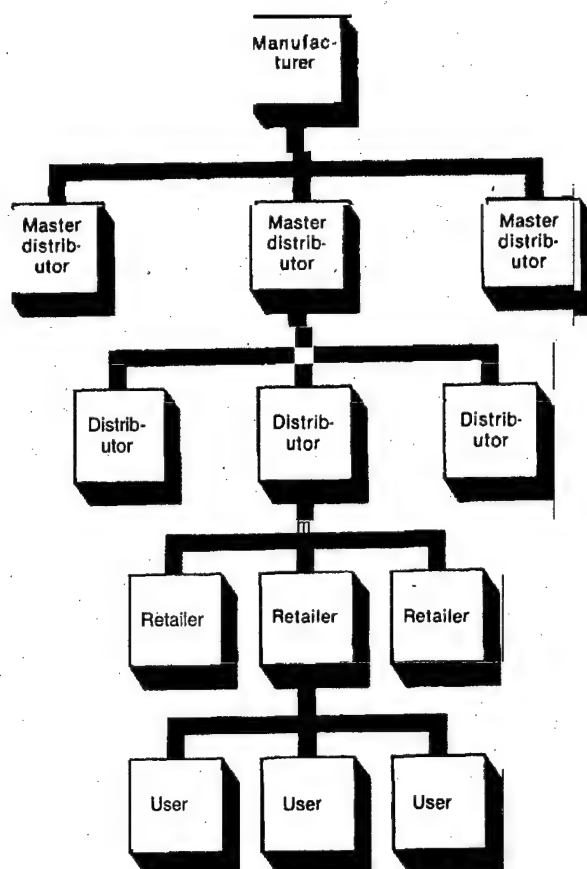 Manufac-
turer
Master
distrib-
utor
Master
distrib-
utor
Master
distrib-
utor
Distrib-
utor
Distrib-
utor
Distrib-
utor
Retailer
Retailer
Retailer
User
User
User